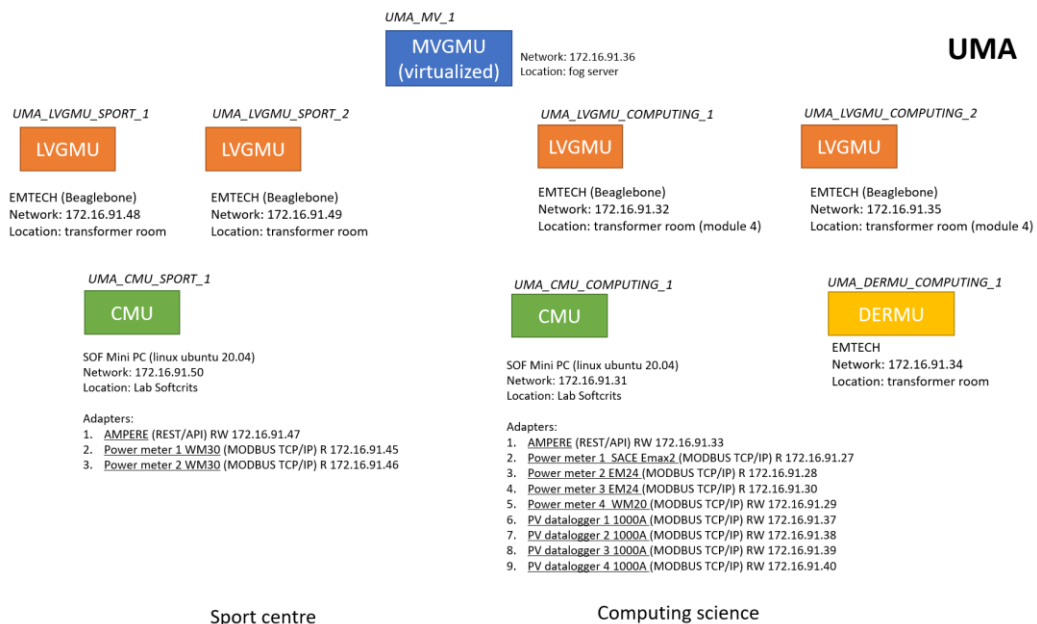 UMA_MV_1
MVGMU
(virtualized)
Network: 172.16.91.36
Location: fog server
UMA
UMA_LVGMU_SPORT_1
LVGMU
EMTECH (Beaglebone)
Network: 172.16.91.48
Location: transformer room
UMA_LVGMU_SPORT_2
LVGMU
EMTECH (Beaglebone)
Network: 172.16.91.49
Location: transformer room
UMA_LVGMU_COMPUTING_1
LVGMU
EMTECH (Beaglebone)
Network: 172.16.91.32
Location: transformer room (module 4)
UMA_LVGMU_COMPUTING_2
LVGMU
EMTECH (Beaglebone)
Network: 172.16.91.35
Location: transformer room (module 4)
UMA_CMU_SPORT_1
CMU
SOF Mini PC (linux ubuntu 20.04)
Network: 172.16.91.50
Location: Lab Softcrits
Adapters:
1. AMPERE (REST/API) RW 172.16.91.47
2. Power meter 1 WM30 (MODBUS TCP/IP) R 172.16.91.45
3. Power meter 2 WM30 (MODBUS TCP/IP) R 172.16.91.46
UMA_CMU_COMPUTING_1
CMU
SOF Mini PC (linux ubuntu 20.04)
Network: 172.16.91.31
Location: Lab Softcrits
Adapters:
1. AMPERE (REST/API) RW 172.16.91.33
2. Power meter 1 SACE Emax2 (MODBUS TCP/IP) R 172.16.91.27
3. Power meter 2 EM24 (MODBUS TCP/IP) R 172.16.91.28
4. Power meter 3 EM24 (MODBUS TCP/IP) R 172.16.91.30
5. Power meter 4 WM20 (MODBUS TCP/IP) RW 172.16.91.29
6. PV datalogger 1 1000A (MODBUS TCP/IP) RW 172.16.91.37
7. PV datalogger 2 1000A (MODBUS TCP/IP) RW 172.16.91.38
8. PV datalogger 3 1000A (MODBUS TCP/IP) RW 172.16.91.39
9. PV datalogger 4 1000A (MODBUS TCP/IP) RW 172.16.91.40
UMA_DERMU_COMPUTING_1
DERMU
EMTECH
Network: 172.16.91.34
Location: transformer room
Sport centre
Computing science